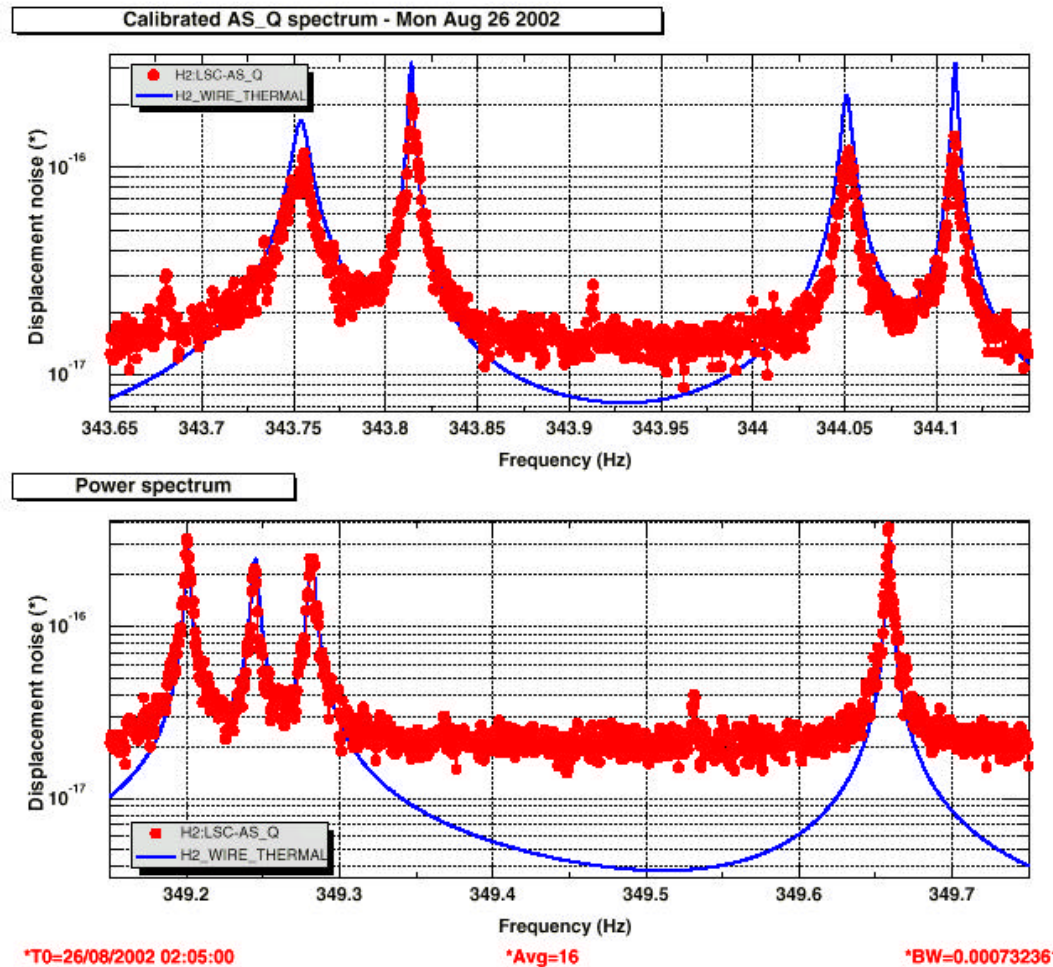 Calibrated AS_Q spectrum - Mon Aug 26 2002
H2:LSC-AS_Q
H2_WIRE_THERMAL
Displacement noise (*)
10-16
10-17
343.65 343.7 343.75 343.8 343.85 343.9 343.95 344 344.05 344.1
Frequency (Hz)
Power spectrum
Displacement noise (*)
10-16
10-17
H2:LSC-AS_Q
H2_WIRE_THERMAL
349.2 349.3 349.4 349.5 349.6 349.7
Frequency (Hz)
*T0=26/08/2002 02:05:00 *Avg=16 *BW=0.00073236